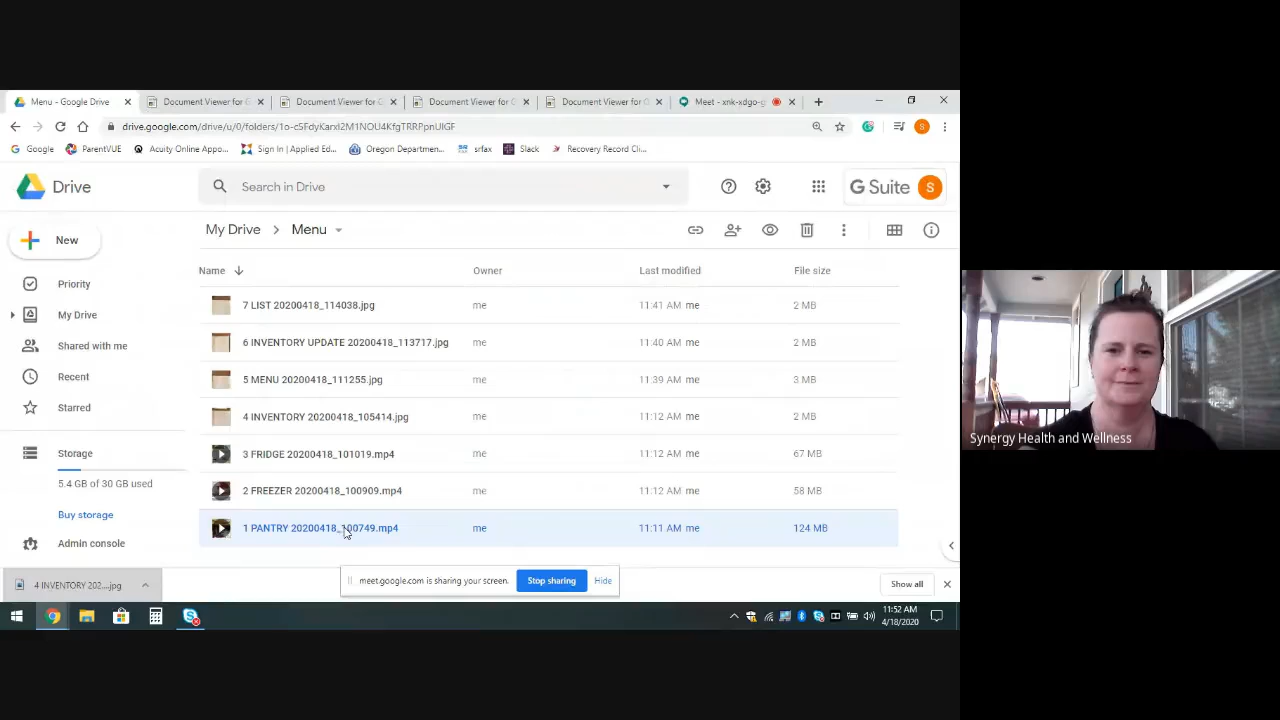 Menu - Google Drive
Document Viewer for G
Document Viewer for G
Document Viewer for G
Document Viewer for G
Meet - xnk-xdgo-g
Google
ParentVUE
Acuity Online Appo...
Sign In | Applied Ed...
Oregon Departmen...
srfax
Slack
Recovery Record Cli...
Drive
Search in Drive
G Suite
S
New
My Drive > Menu
Priority
My Drive
Shared with me
Recent
Starred
Storage
5.4 GB of 30 GB used
Buy storage
Admin console
Name Owner Last modified File size
7 LIST 20200418_114038.jpg me 11:41 AM me 2 MB
6 INVENTORY UPDATE 20200418_113717.jpg me 11:40 AM me 2 MB
5 MENU 20200418_111255.jpg me 11:39 AM me 3 MB
4 INVENTORY 20200418_105414.jpg me 11:12 AM me 2 MB
3 FRIDGE 20200418_101019.mp4 me 11:12 AM me 67 MB
2 FREEZER 20200418_100909.mp4 me 11:12 AM me 58 MB
1 PANTRY 20200418_100749.mp4 me 11:11 AM me 124 MB
4 INVENTORY 202....jpg
meet.google.com is sharing your screen.
Stop sharing
Hide
Show all
11:52 AM
4/18/2020
Synergy Health and Wellness